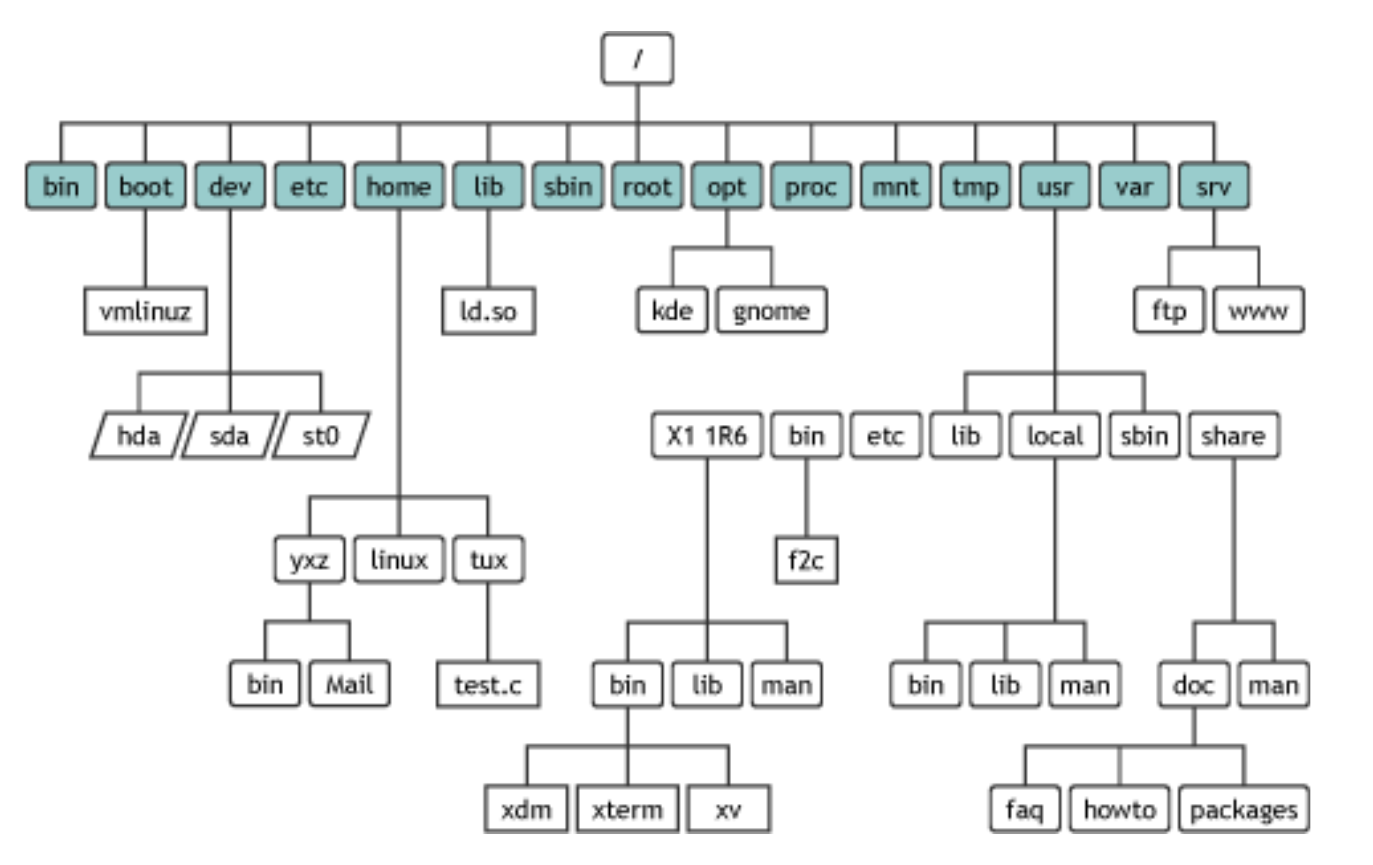 /
bin boot dev etc home lib sbin root opt proc mnt tmp usr var srv
vmlinuz ld.so kde gnome ftp www
hda sda st0 X1 1R6 bin etc lib local sbin share
yxz linux tux f2c
bin Mail test.c bin lib man bin lib man doc man
xdm xterm xv faq howto packages